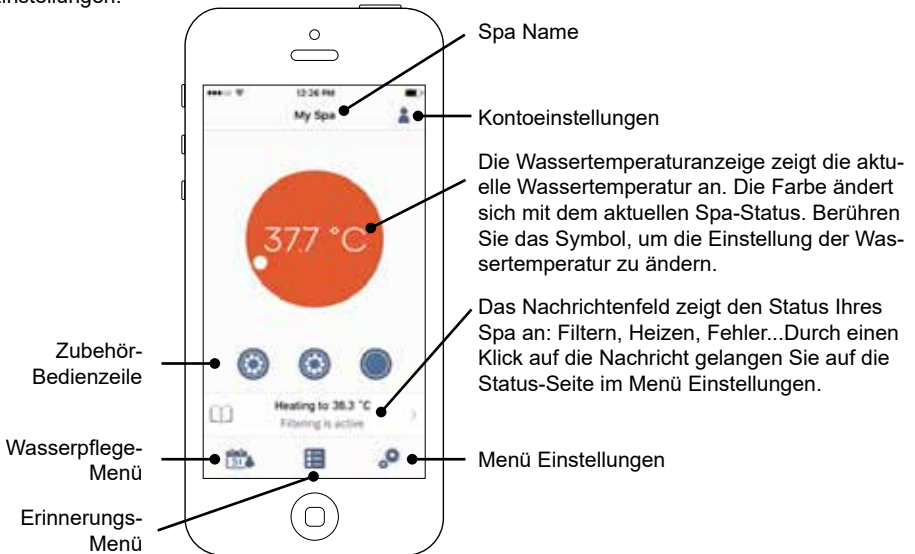 Einstellungen.
Spa Name
12:26 PM
My Spa
Kontoeinstellungen
Die Wassertemperaturanzeige zeigt die aktu-
elle Wassertemperatur an. Die Farbe ändert
sich mit dem aktuellen Spa-Status. Berühren
Sie das Symbol, um die Einstellung der Was-
sertemperatur zu ändern.
37.7 °C
Das Nachrichtenfeld zeigt den Status Ihres
Spa an: Filtern, Heizen, Fehler...Durch einen
Klick auf die Nachricht gelangen Sie auf die
Status-Seite im Menü Einstellungen.
Zubehör-
Bedienzeile
Heating to 38.3 °C
Filtering is active
Wasserpflege-
Menü
31
Menü Einstellungen
Erinnerungs-
Menü